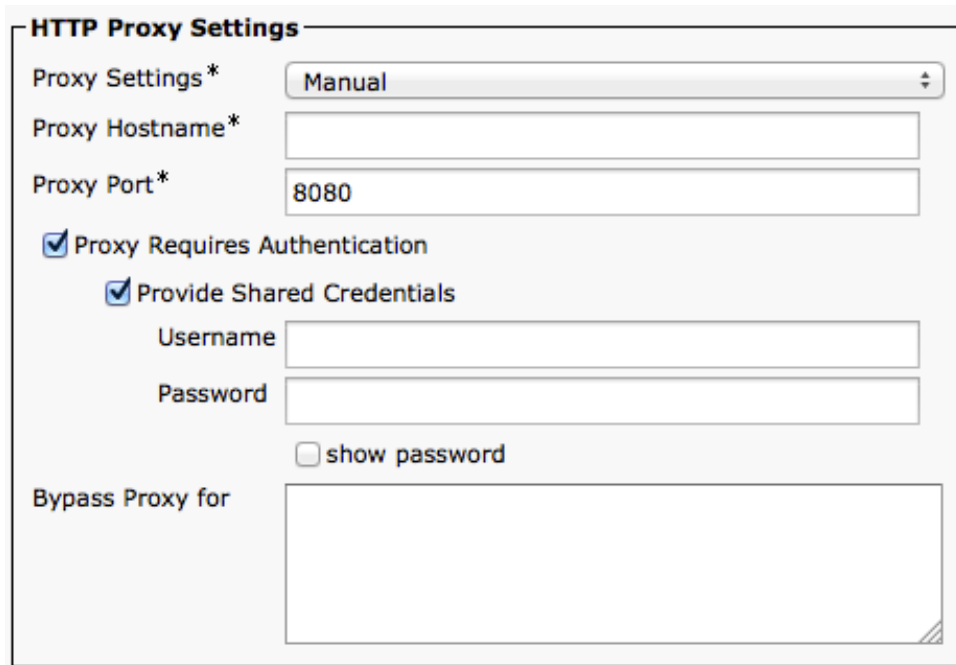 HTTP Proxy Settings
Proxy Settings* Manual
Proxy Hostname*
Proxy Port* 8080
Proxy Requires Authentication
Provide Shared Credentials
Username
Password
show password
Bypass Proxy for